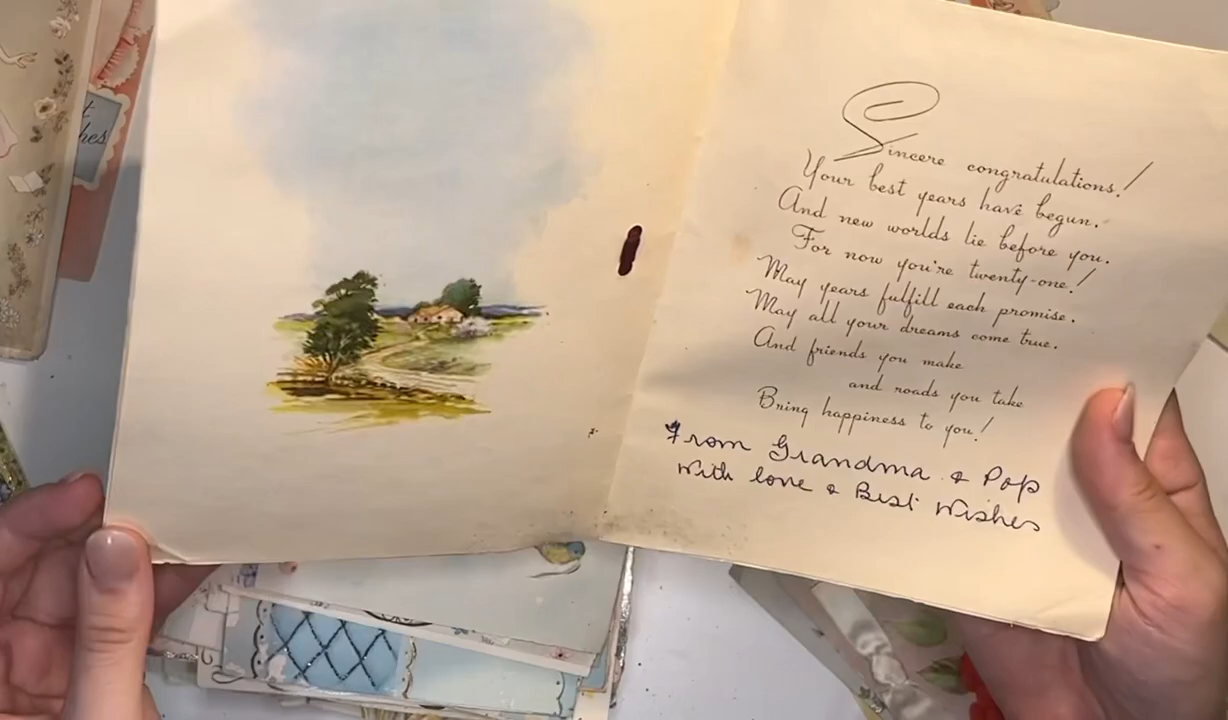 t
hes
Sincere congratulations!
Your best years have begun.
And new worlds lie before you.
For now you're twenty-one!
May years fulfill each promise.
May all your dreams come true.
And friends you make
and roads you take
Bring happiness to you!
From Grandma & Pop
With love & Best Wishes